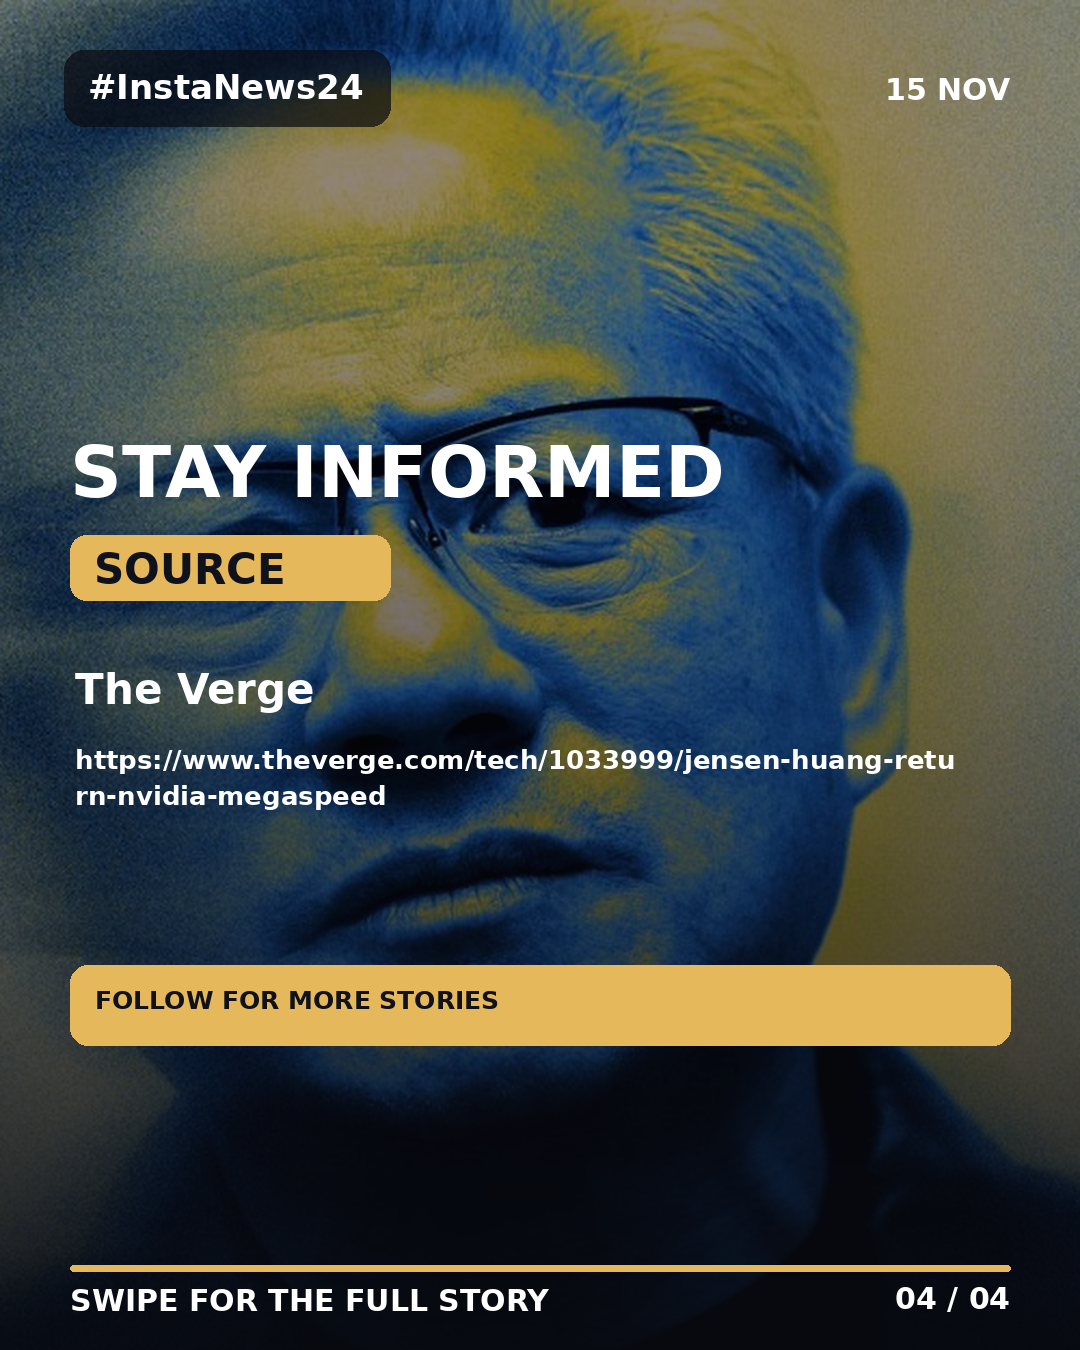 #InstaNews24
15 NOV
STAY INFORMED
SOURCE
The Verge
https://www.theverge.com/tech/1033999/jensen-huang-retu
rn-nvidia-megaspeed
FOLLOW FOR MORE STORIES
SWIPE FOR THE FULL STORY
04 / 04